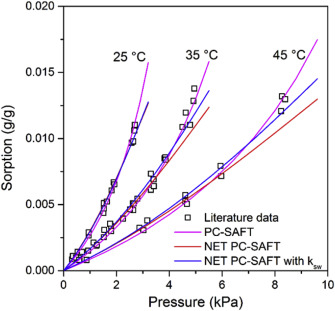 0.020
0.015
0.010
0.005
0.000
Sorption (g/g)
25 °C
35 °C
45 °C
Literature data
PC-SAFT
NET PC-SAFT
NET PC-SAFT with ksw
0
2
4
6
8
10
Pressure (kPa)